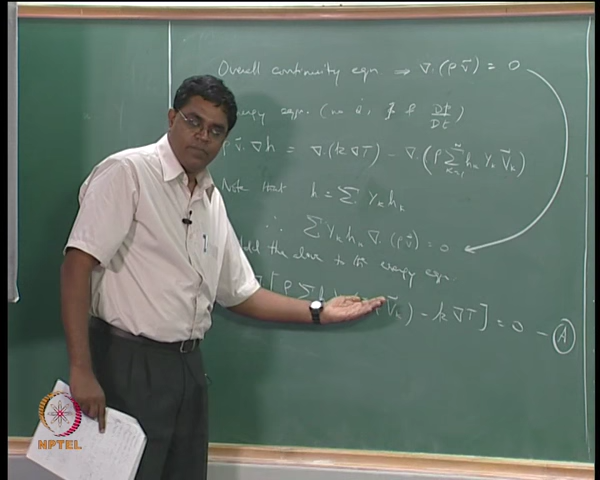 Overall continuity eqn ⇒ ∇.(ρv⃗) = 0
eqn. (no q̇, f & Dp/Dt)
ρv⃗.∇h = ∇.(k∇T) − ∇.(ρ∑ₖ₌₁ᴺ hₖYₖV⃗ₖ)
Note that h = ∑ Yₖhₖ
∴ ∑Yₖhₖ∇.(ρv⃗) = 0
Add the above to the energy eqn.
[ρ∑h V⃗ₖ) − k∇T] = 0 — Ⓐ
NPTEL